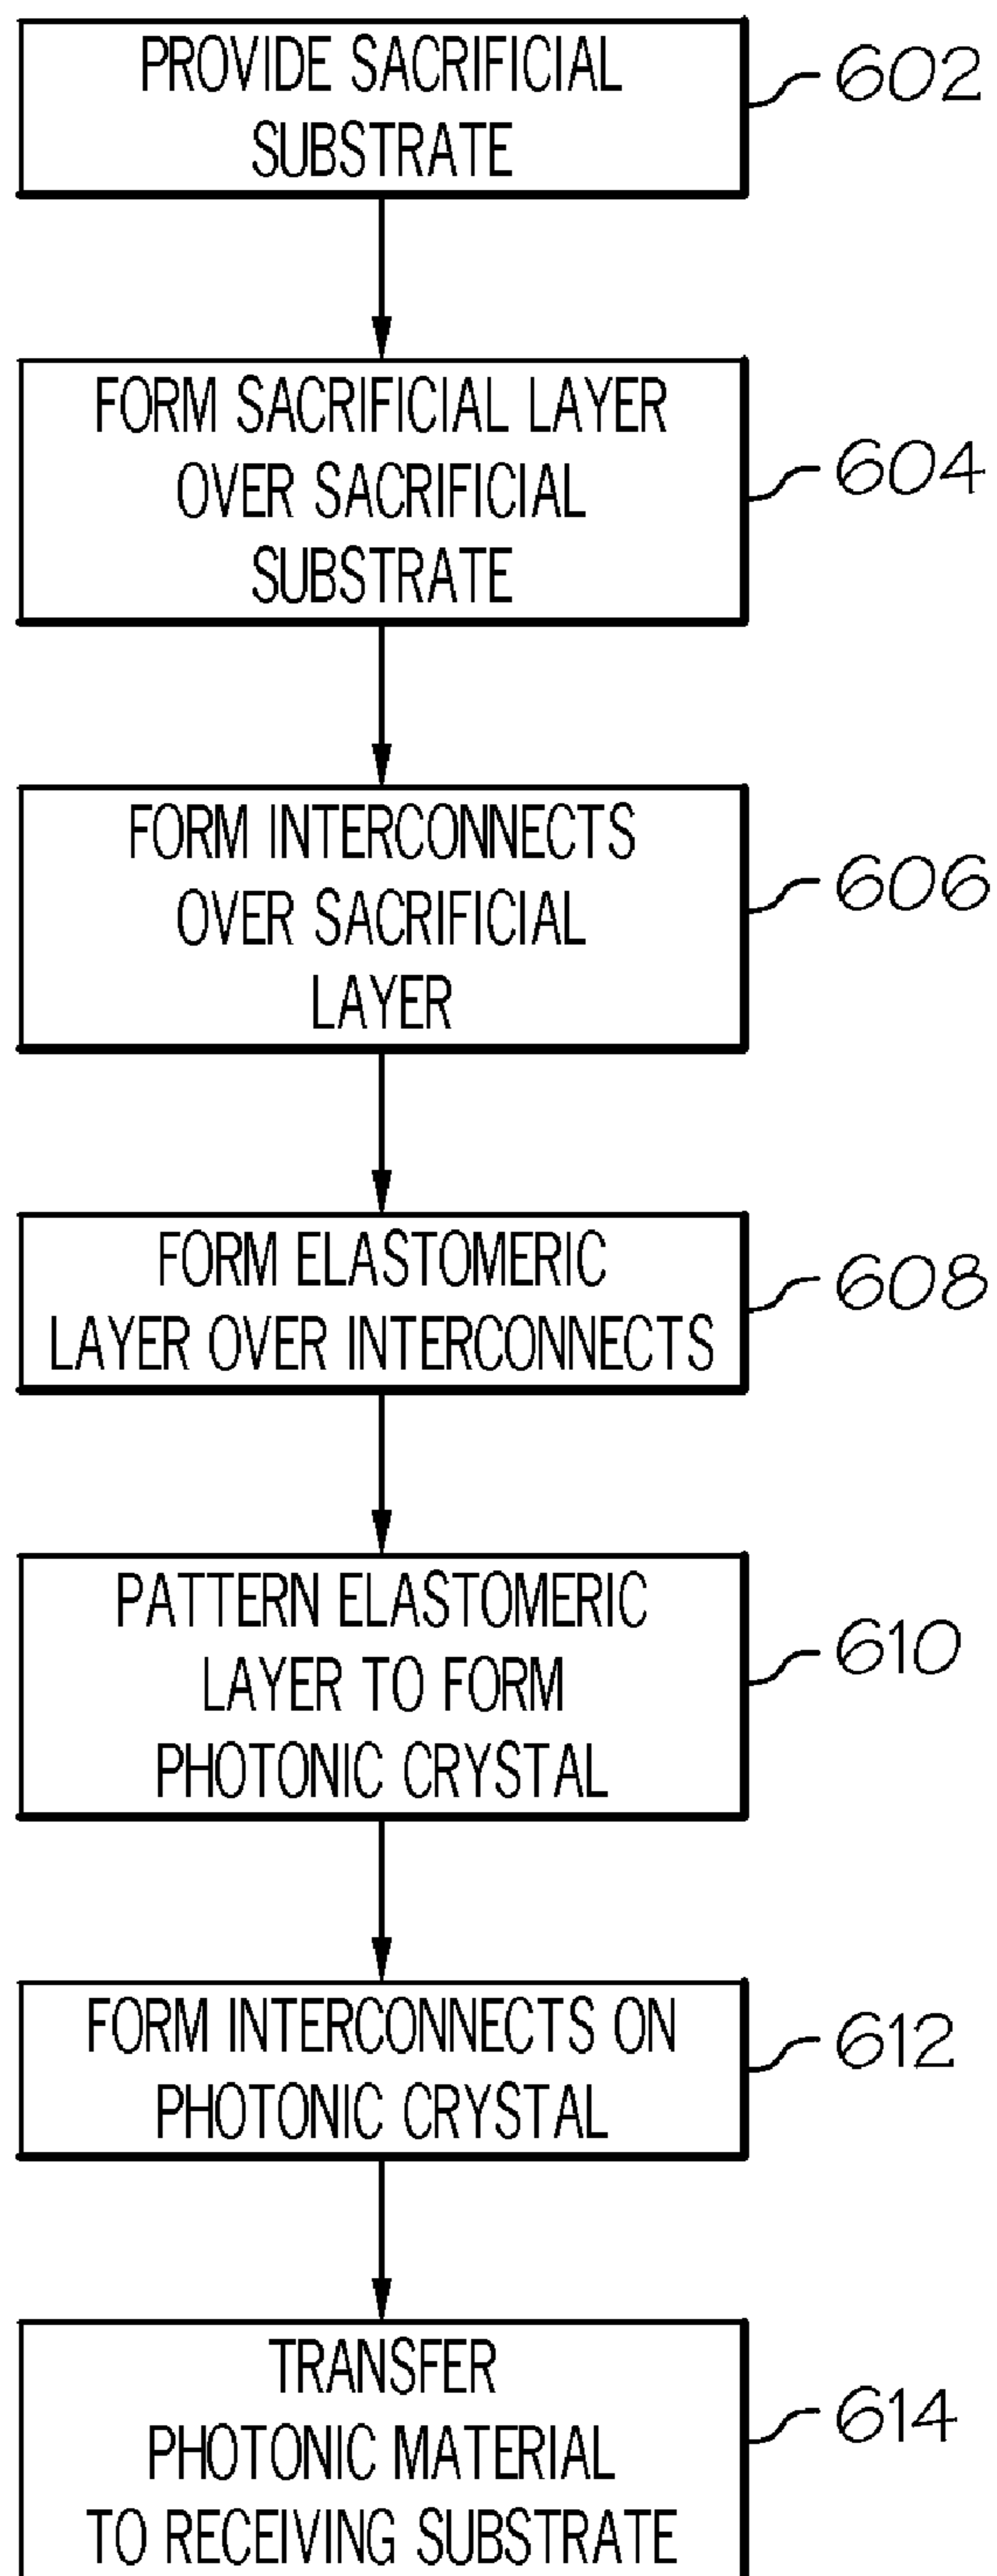 PROVIDE SACRIFICIAL
SUBSTRATE
602
FORM SACRIFICIAL LAYER
OVER SACRIFICIAL
SUBSTRATE
604
FORM INTERCONNECTS
OVER SACRIFICIAL
LAYER
606
FORM ELASTOMERIC
LAYER OVER INTERCONNECTS
608
PATTERN ELASTOMERIC
LAYER TO FORM
PHOTONIC CRYSTAL
610
FORM INTERCONNECTS ON
PHOTONIC CRYSTAL
612
TRANSFER
PHOTONIC MATERIAL
TO RECEIVING SUBSTRATE
614